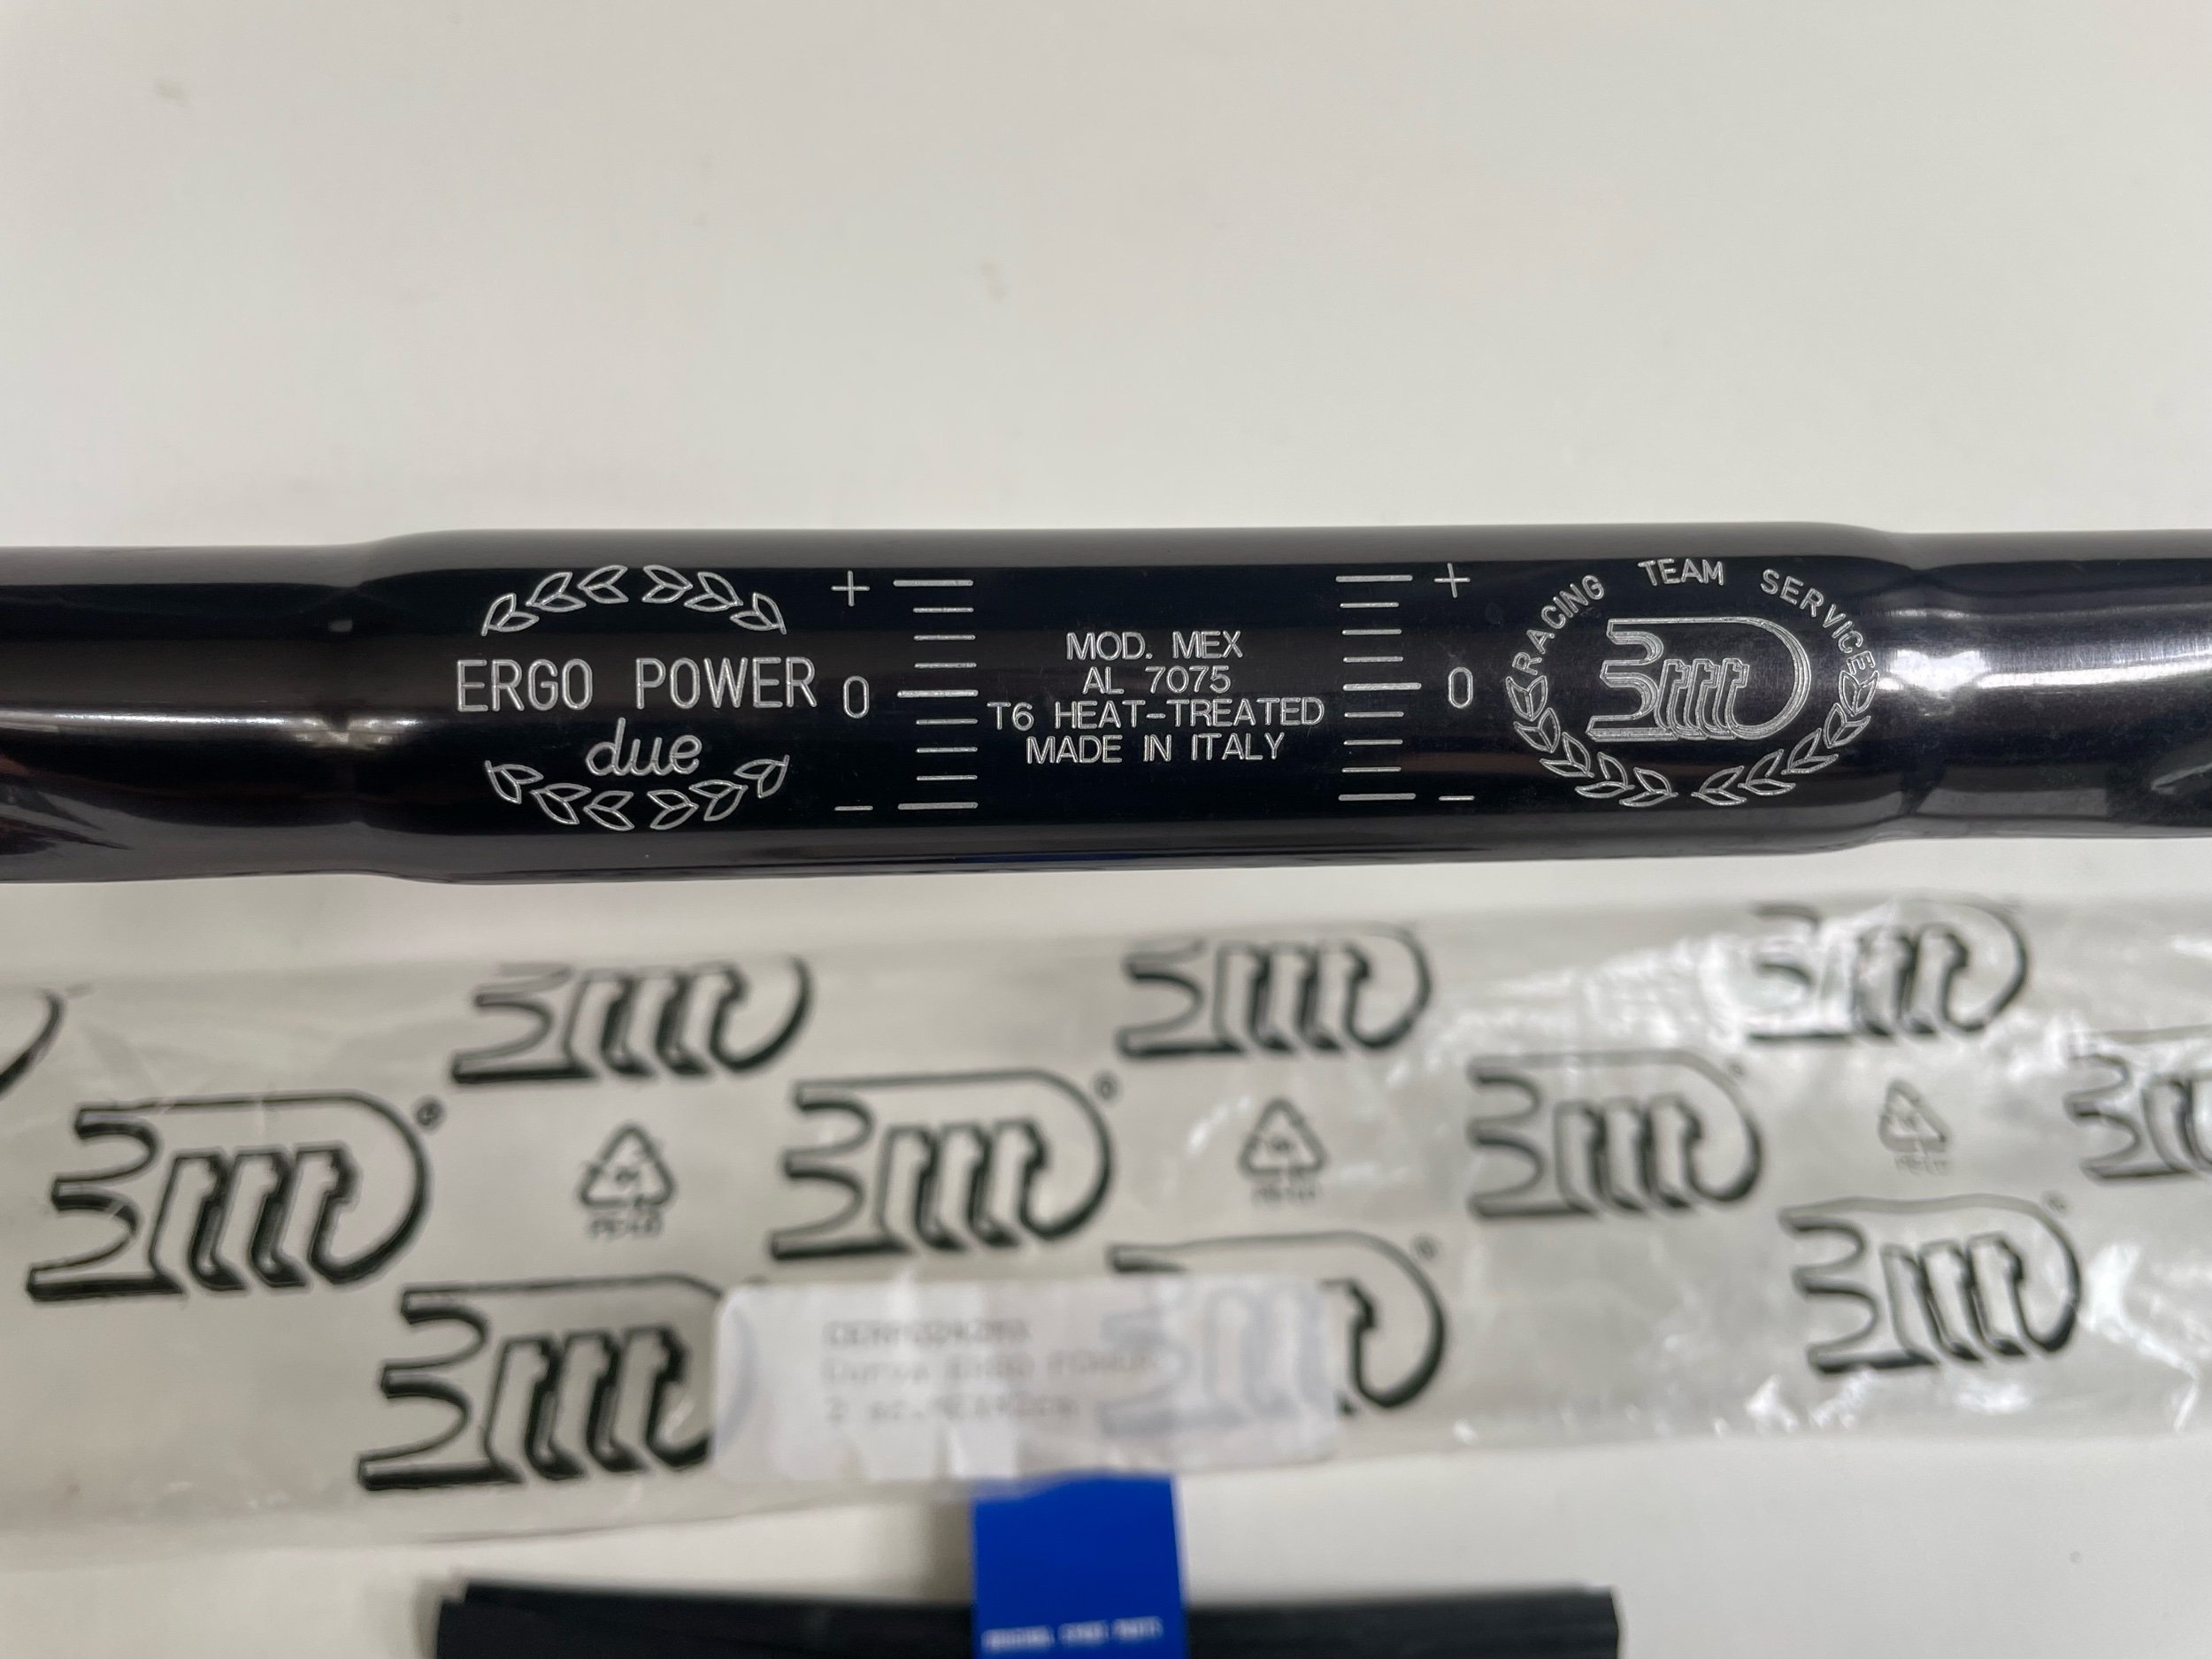 ERGO POWER
due
+
0
−
MOD. MEX
AL 7075
T6 HEAT-TREATED
MADE IN ITALY
+
0
−
RACING TEAM SERVICE
3ttt
3ttt
3ttt
3ttt
3ttt ®
3ttt ®
3ttt
3ttt
3ttt ®
3ttt